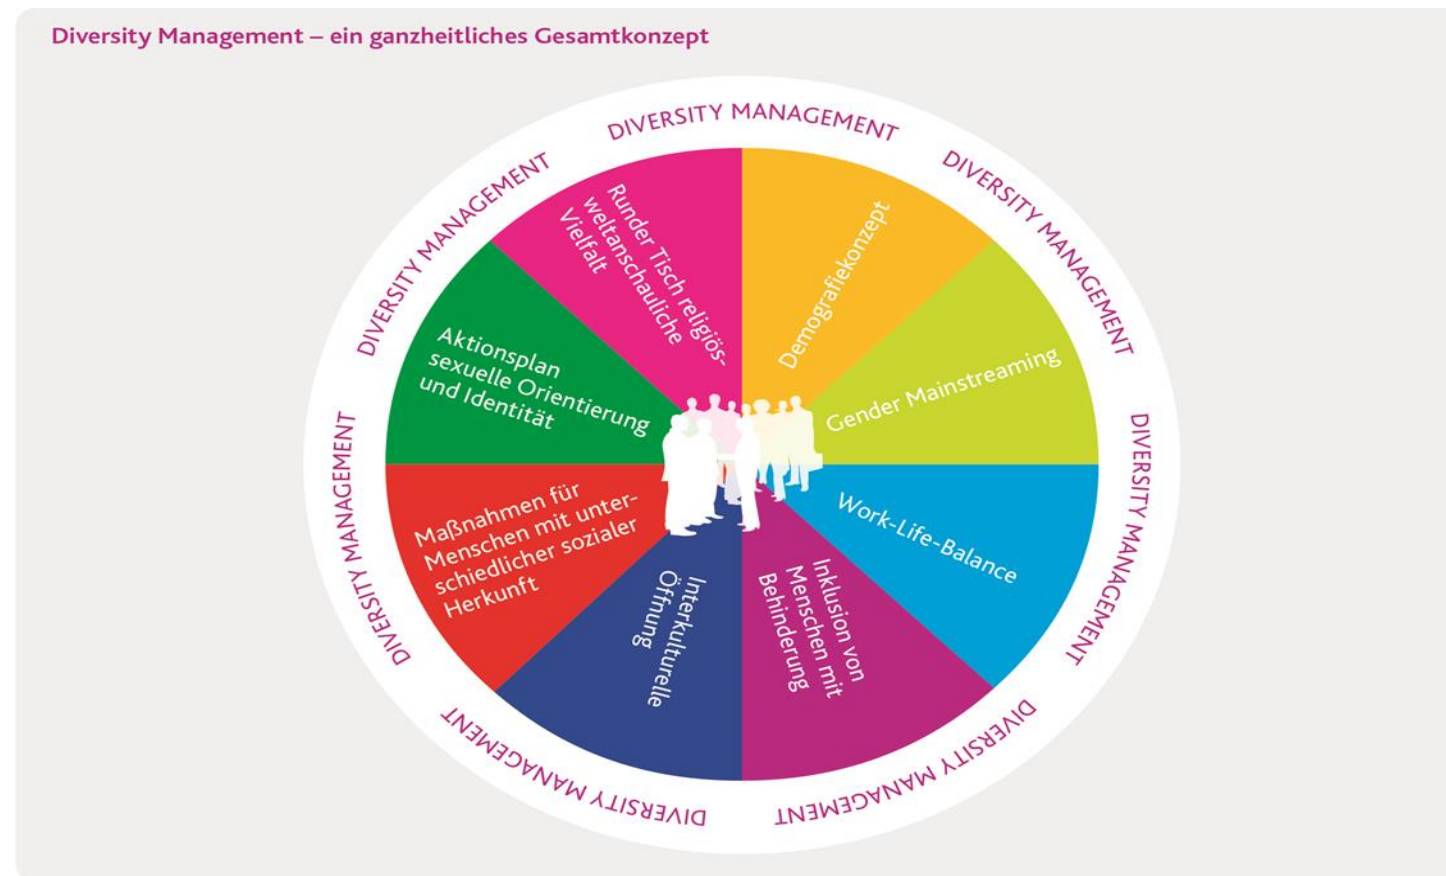 Diversity Management – ein ganzheitliches Gesamtkonzept
DIVERSITY MANAGEMENT
DIVERSITY MANAGEMENT
DIVERSITY MANAGEMENT
DIVERSITY MANAGEMENT
DIVERSITY MANAGEMENT
DIVERSITY MANAGEMENT
DIVERSITY MANAGEMENT
DIVERSITY MANAGEMENT
Demografiekonzept
Gender Mainstreaming
Work-Life-Balance
Inklusion von
Menschen mit
Behinderung
Interkulturelle
Öffnung
Maßnahmen für
Menschen mit unter-
schiedlicher sozialer
Herkunft
Aktionsplan
sexuelle Orientierung
und Identität
Runder Tisch religiös-
weltanschauliche
Vielfalt